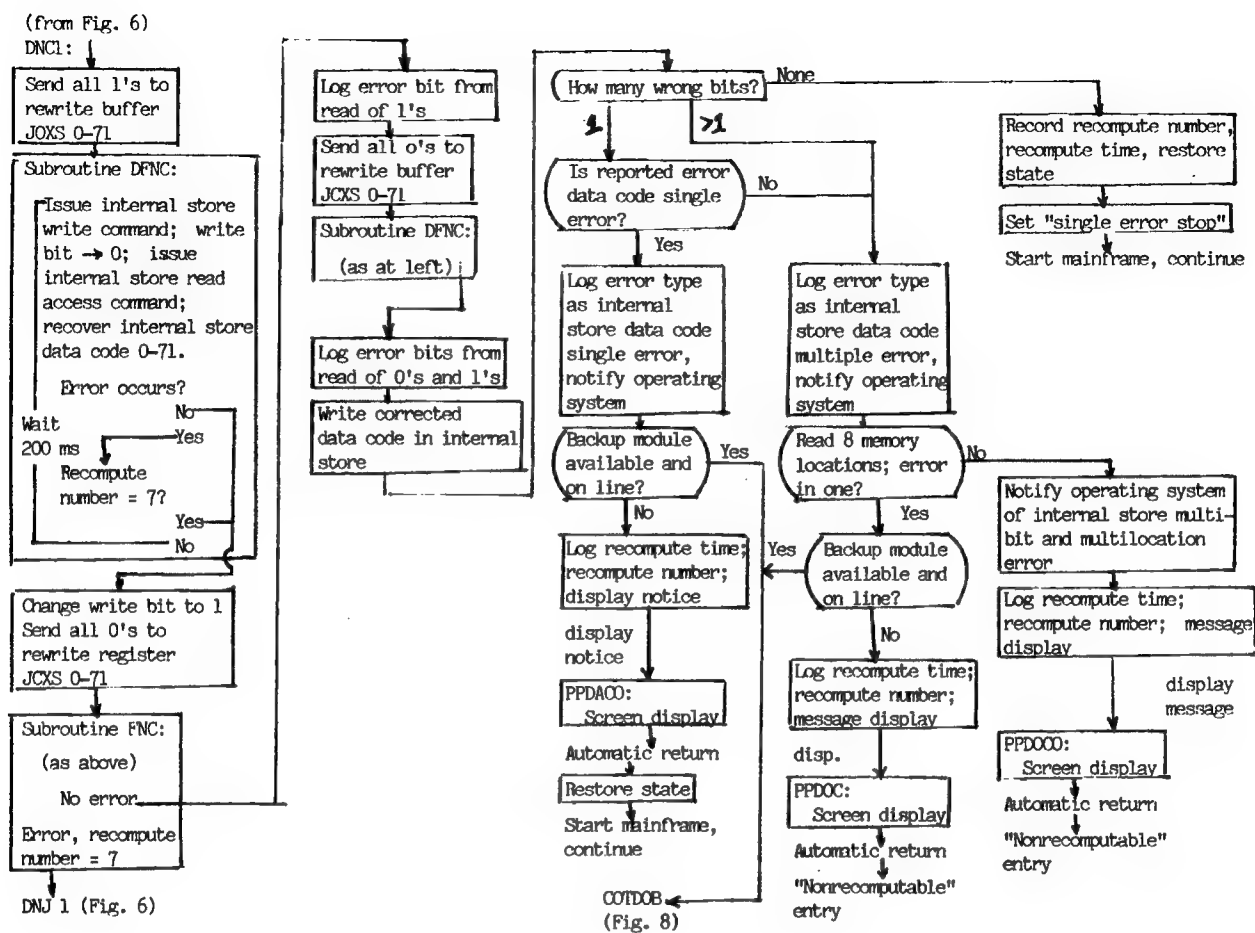 (from Fig. 6)
DNC1:
Send all 1's to
rewrite buffer
JOXS 0-71
Subroutine DFNC:
Issue internal store
write command; write
bit → 0; issue
internal store read
access command;
recover internal store
data code 0-71.
Error occurs?
No
Yes
Wait
200 ms
Recompute
number = 7?
Yes
No
Change write bit to 1
Send all 0's to
rewrite register
JCXS 0-71
Subroutine FNC:
(as above)
No error
Error, recompute
number = 7
DNJ 1 (Fig. 6)
Log error bit from
read of 1's
Send all o's to
rewrite buffer
JCXS 0-71
Subroutine DFNC:
(as at left)
Log error bits from
read of 0's and 1's
Write corrected
data code in internal
store
How many wrong bits?
None
1
>1
Is reported error
data code single
error?
No
Yes
Log error type
as internal
store data code
single error,
notify operating
system
Backup module
available and
on line?
Yes
No
Log recompute time;
recompute number;
display notice
display
notice
PPDACO:
Screen display
Automatic return
Restore state
Start mainframe,
continue
COTDOB
(Fig. 8)
Log error type
as internal
store data code
multiple error,
notify operating
system
Read 8 memory
locations; error
in one?
No
Yes
Backup module
available and
on line?
Yes
No
Log recompute time;
recompute number;
message display
disp.
PPDOC:
Screen display
Automatic return
"Nonrecomputable"
entry
Record recompute number,
recompute time, restore
state
Set "single error stop"
Start mainframe, continue
Notify operating system
of internal store multi-
bit and multilocation
error
Log recompute time;
recompute number; message
display
display
message
PPDOCO:
Screen display
Automatic return
"Nonrecomputable"
entry